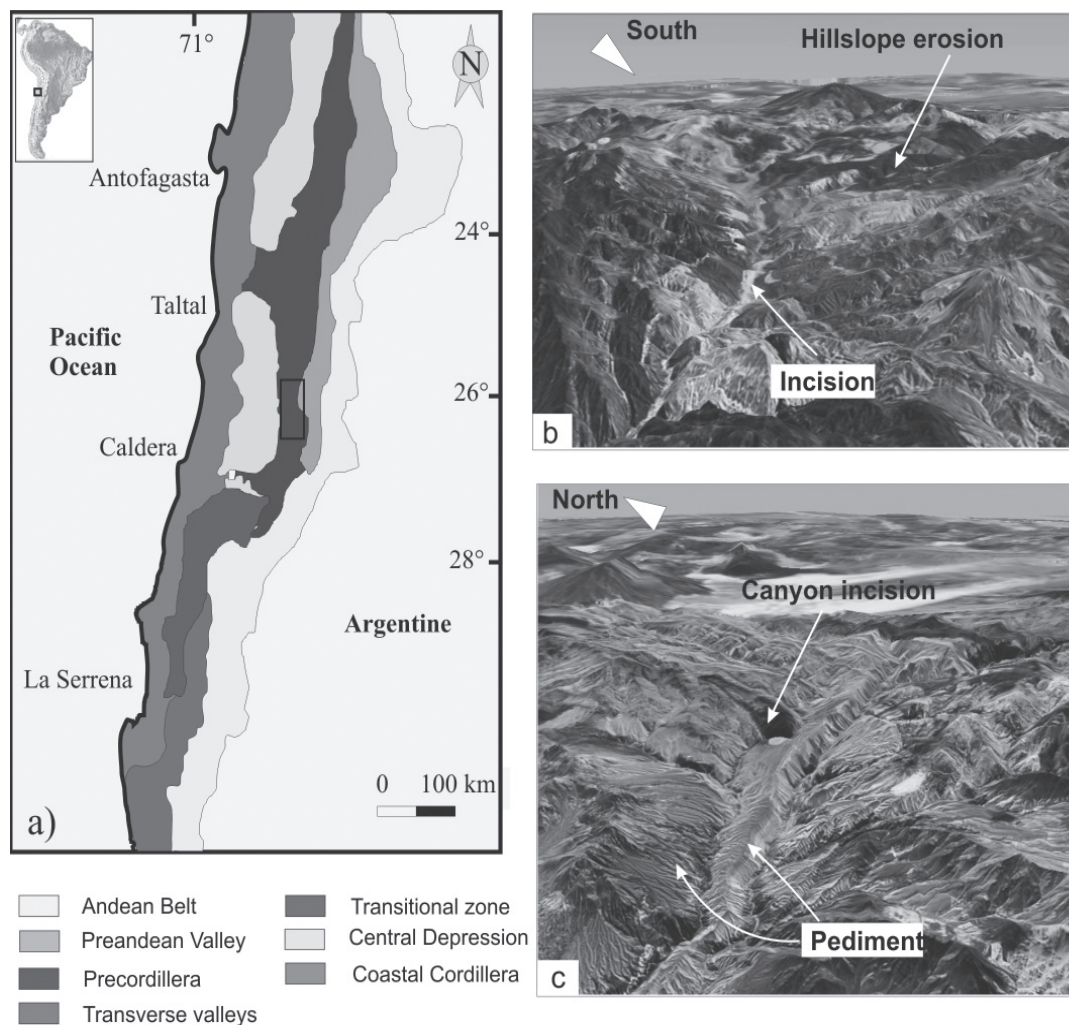 71°
N
Antofagasta
24°
Taltal
Pacific
Ocean
26°
Caldera
28°
Argentine
La Serrena
0 100 km
a)
Andean Belt
Preandean Valley
Precordillera
Transverse valleys
Transitional zone
Central Depression
Coastal Cordillera
South
Hillslope erosion
Incision
b
North
Canyon incision
Pediment
c